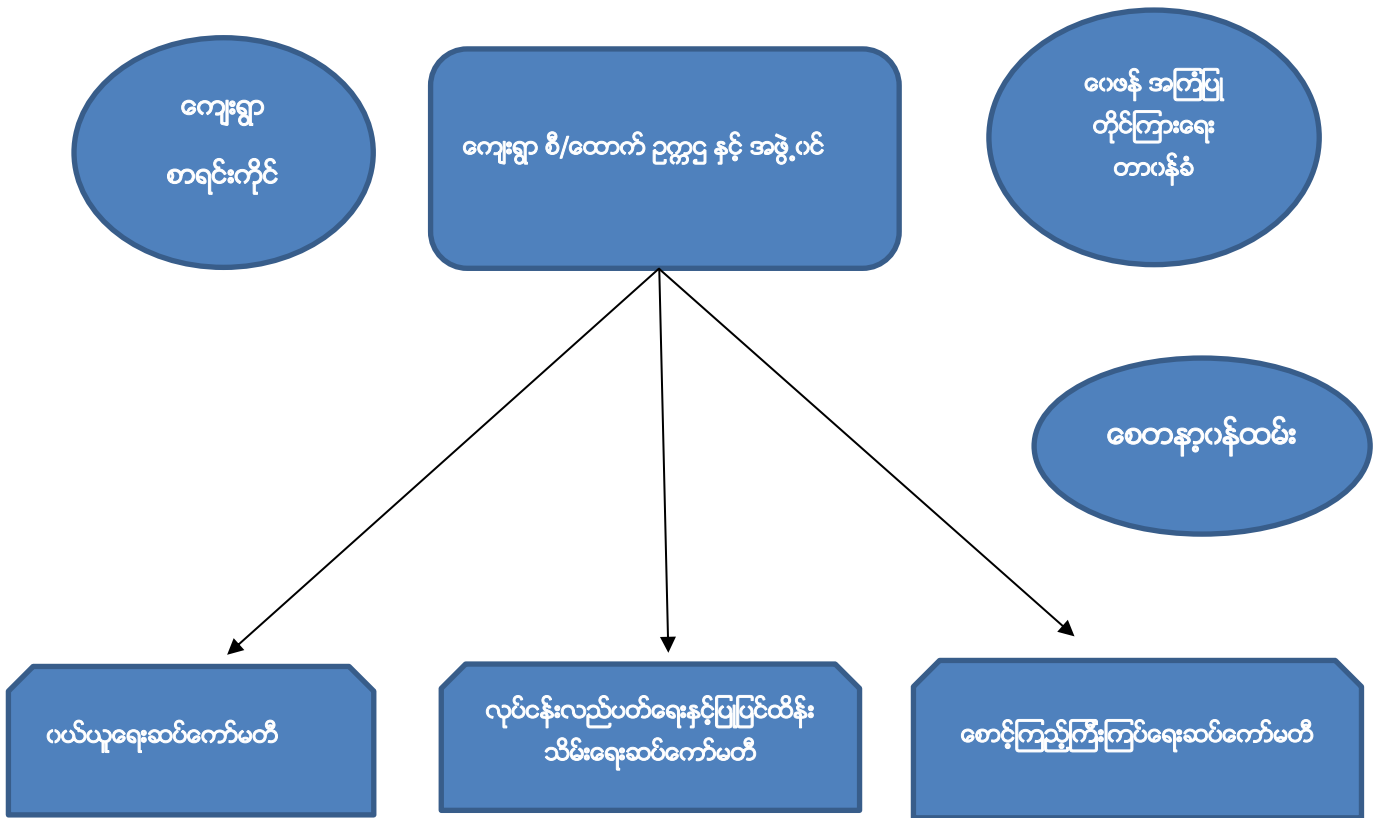 ကျေးရွာ
စာရင်းကိုင်
ကျေးရွာ စီ/ထောက် ဥက္ကဌ နှင့် အဖွဲ့ဝင်
ဝေဖန် အကြံပြု
တိုင်ကြားရေး
တာဝန်ခံ
စေတနာ့ဝန်ထမ်း
ဝယ်ယူရေးဆပ်ကော်မတီ
လုပ်ငန်းလည်ပတ်ရေးနှင့်ပြုပြင်ထိန်း
သိမ်းရေးဆပ်ကော်မတီ
စောင့်ကြည့်ကြီးကြပ်ရေးဆပ်ကော်မတီ